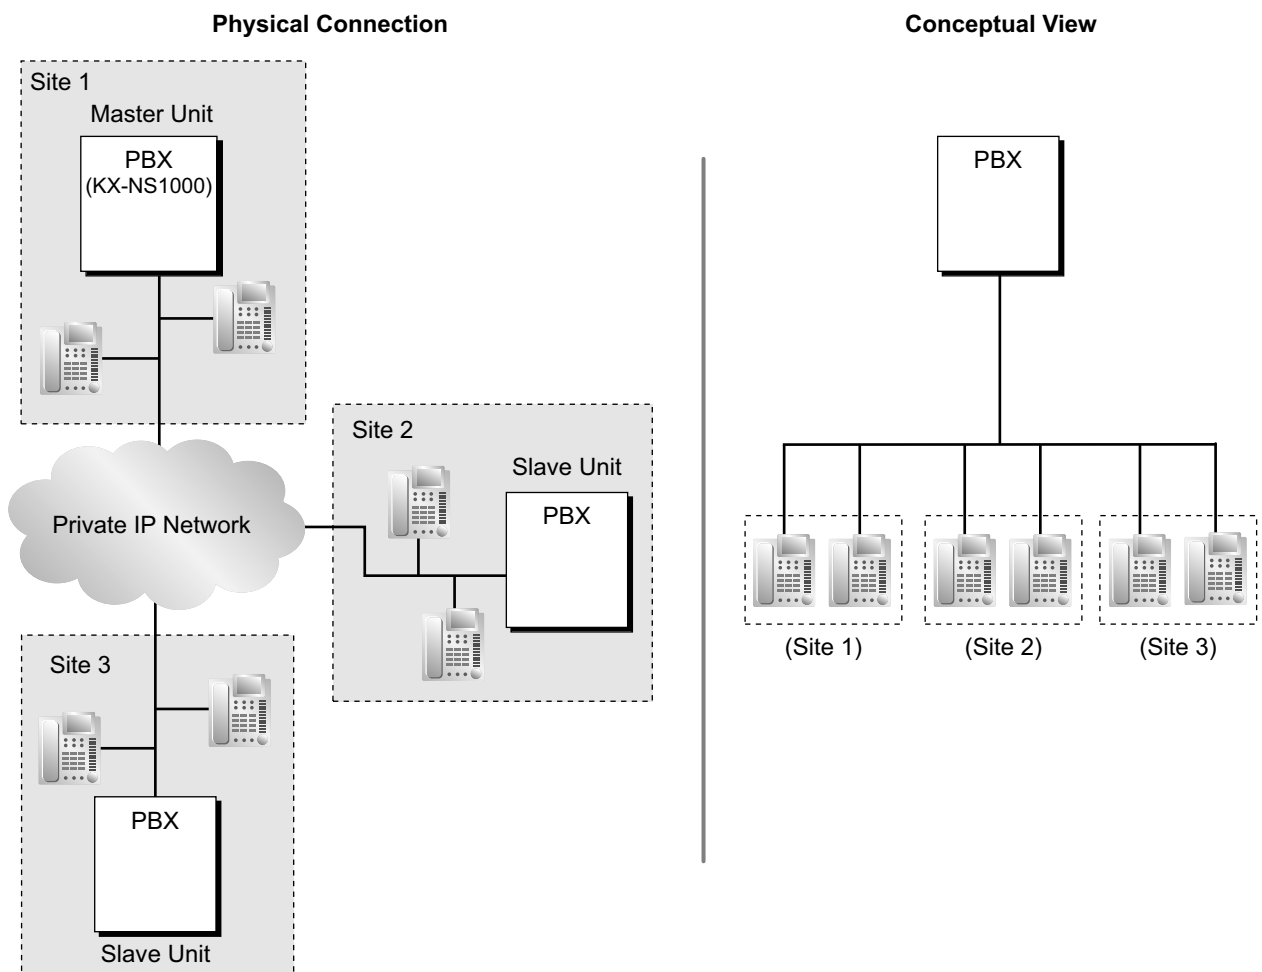 Physical Connection
Conceptual View
Site 1
Master Unit
PBX
(KX-NS1000)
PBX
Site 2
Slave Unit
PBX
Private IP Network
(Site 1)
(Site 2)
(Site 3)
Site 3
PBX
Slave Unit